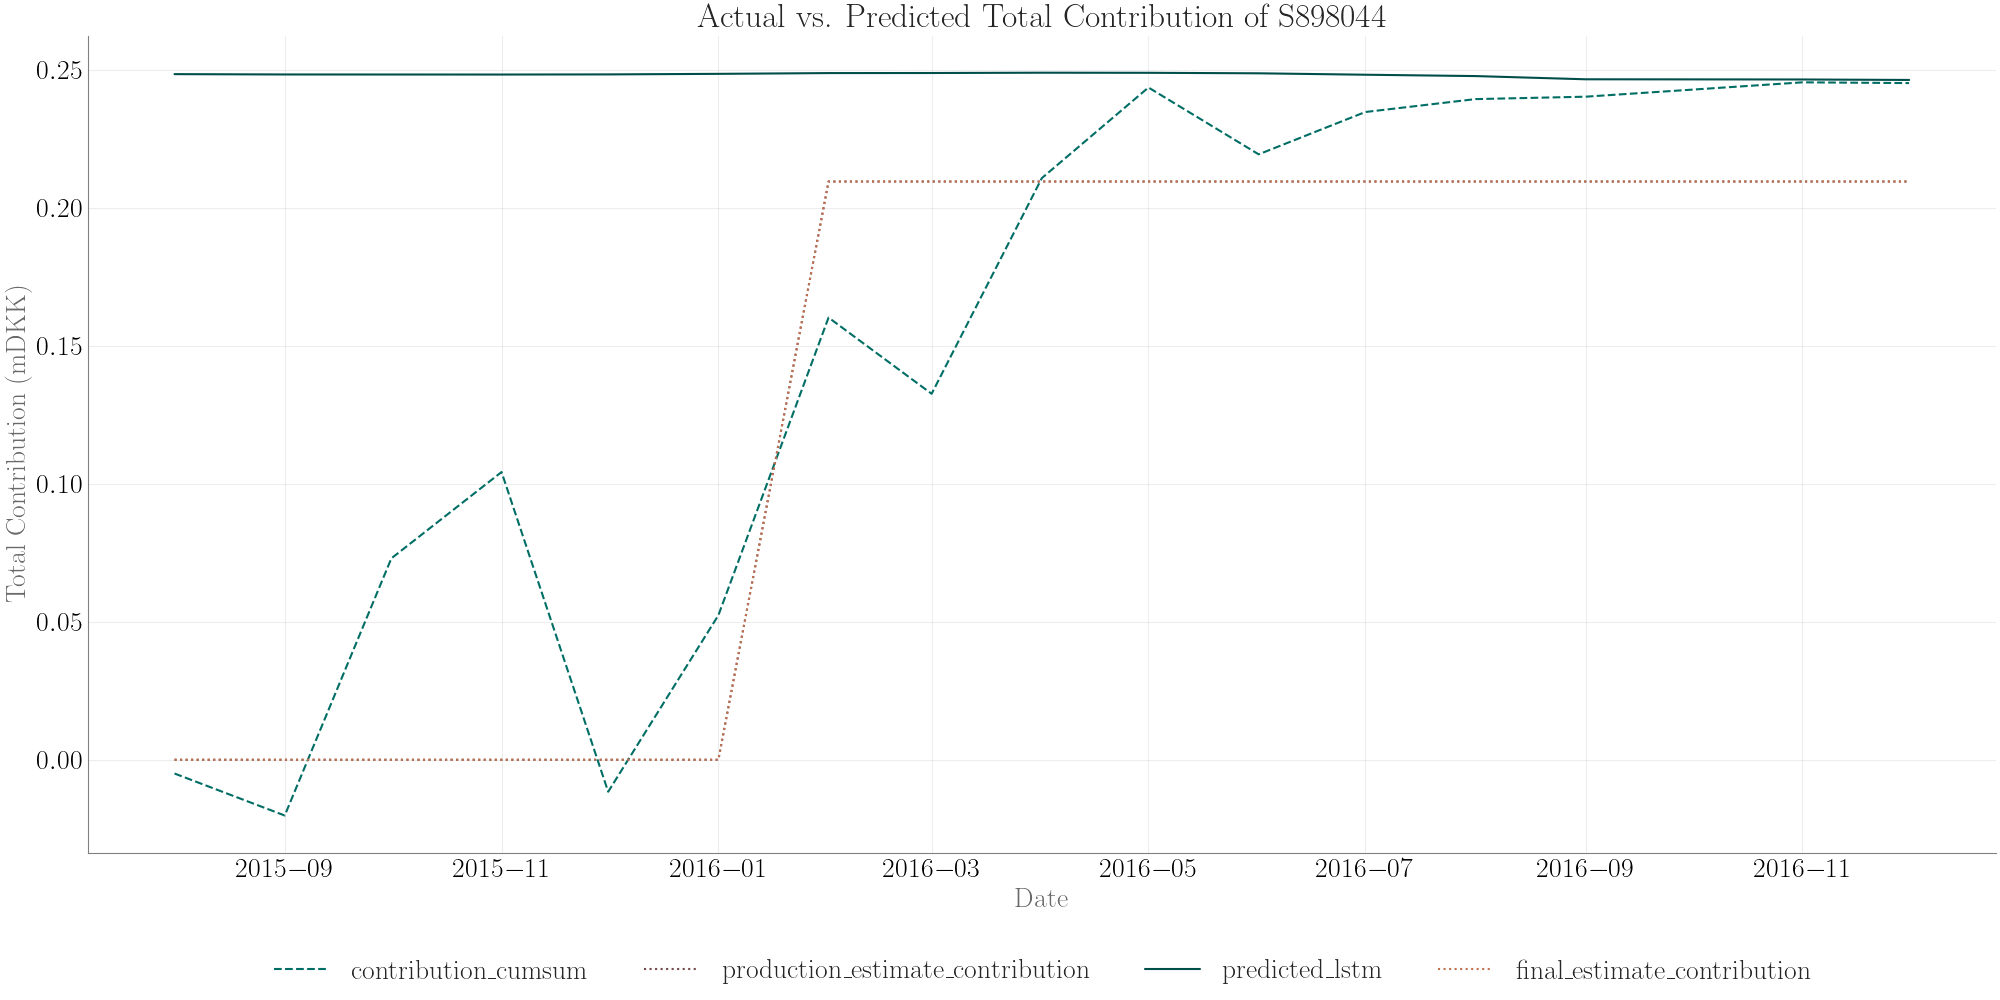 Actual vs. Predicted Total Contribution of S898044
Total Contribution (mDKK)
0.25
0.20
0.15
0.10
0.05
0.00
2015−09 2015−11 2016−01 2016−03 2016−05 2016−07 2016−09 2016−11
Date
contribution_cumsum production_estimate_contribution predicted_lstm final_estimate_contribution